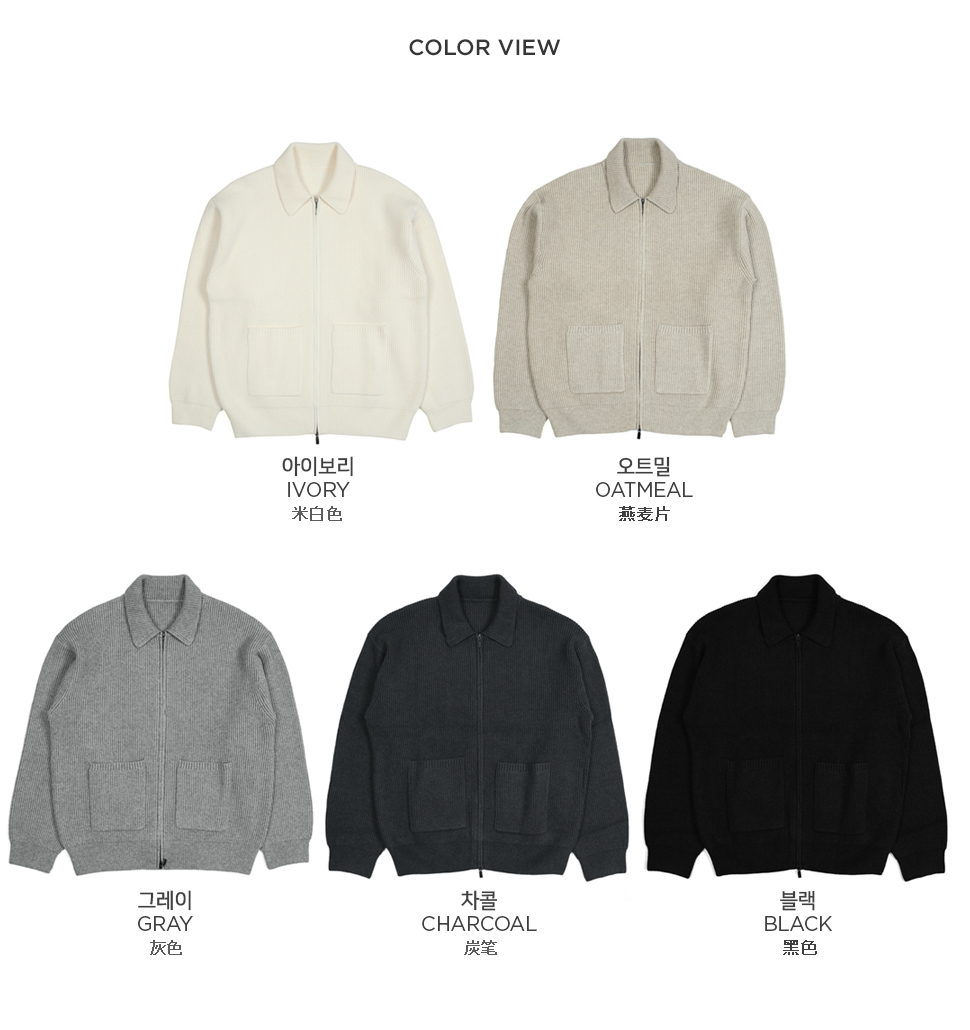 COLOR VIEW
아이보리
IVORY
米白色
오트밀
OATMEAL
燕麦片
그레이
GRAY
灰色
차콜
CHARCOAL
炭笔
블랙
BLACK
黑色